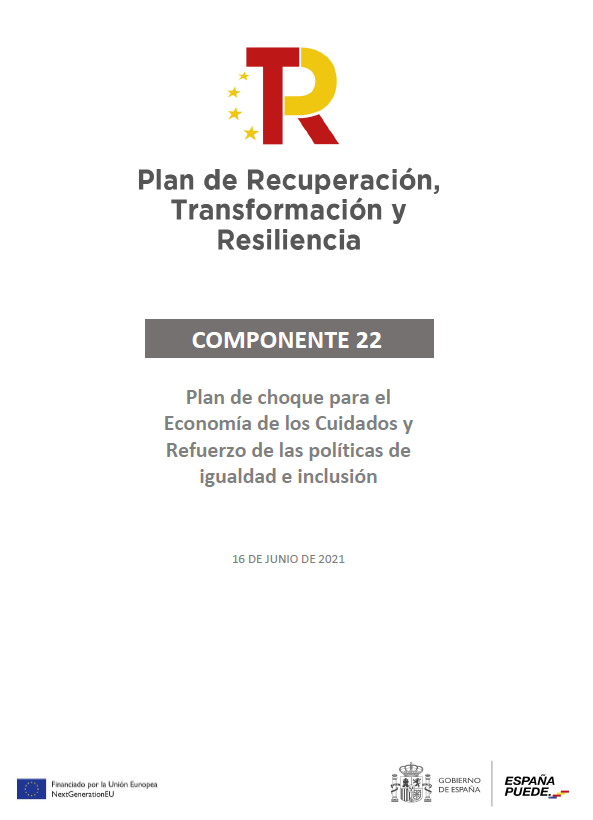 TR
Plan de Recuperación,
Transformación y
Resiliencia
COMPONENTE 22
Plan de choque para el
Economía de los Cuidados y
Refuerzo de las políticas de
igualdad e inclusión
16 DE JUNIO DE 2021
Financiado por la Unión Europea
NextGenerationEU
GOBIERNO
DE ESPAÑA
ESPAÑA
PUEDE.